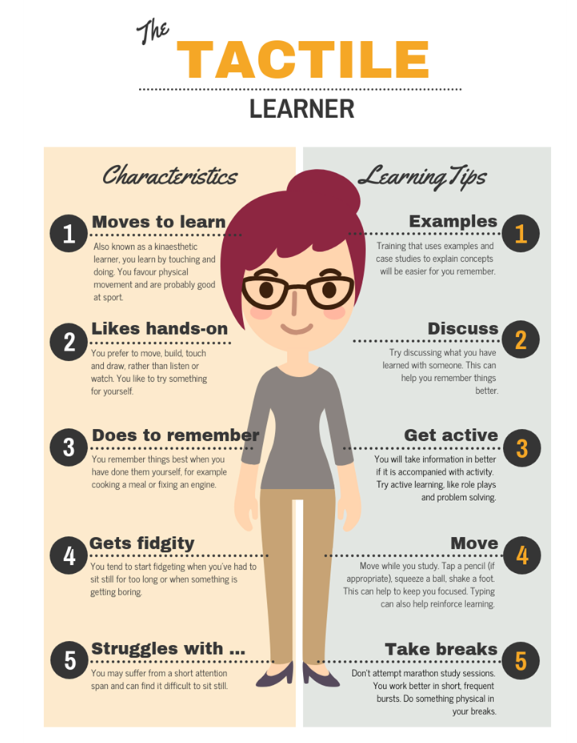 The
TACTILE
LEARNER
Characteristics
1
Moves to learn
Also known as a kinaesthetic
learner, you learn by touching and
doing. You favour physical
movement and are probably good
at sport.
2
Likes hands-on
You prefer to move, build, touch
and draw, rather than listen or
watch. You like to try something
for yourself.
3
Does to remember
You remember things best when you
have done them yourself, for example
cooking a meal or fixing an engine.
4
Gets fidgity
You tend to start fidgeting when you've had to
sit still for too long or when something is
getting boring.
5
Struggles with ...
You may suffer from a short attention
span and can find it difficult to sit still.
Learning Tips
Examples
1
Training that uses examples and
case studies to explain concepts
will be easier for you remember.
Discuss
2
Try discussing what you have
learned with someone. This can
help you remember things
better.
Get active
3
You will take information in better
if it is accompanied with activity.
Try active learning, like role plays
and problem solving.
Move
4
Move while you study. Tap a pencil (if
appropriate), squeeze a ball, shake a foot.
This can help to keep you focused. Typing
can also help reinforce learning.
Take breaks
5
Don't attempt marathon study sessions.
You work better in short, frequent
bursts. Do something physical in
your breaks.